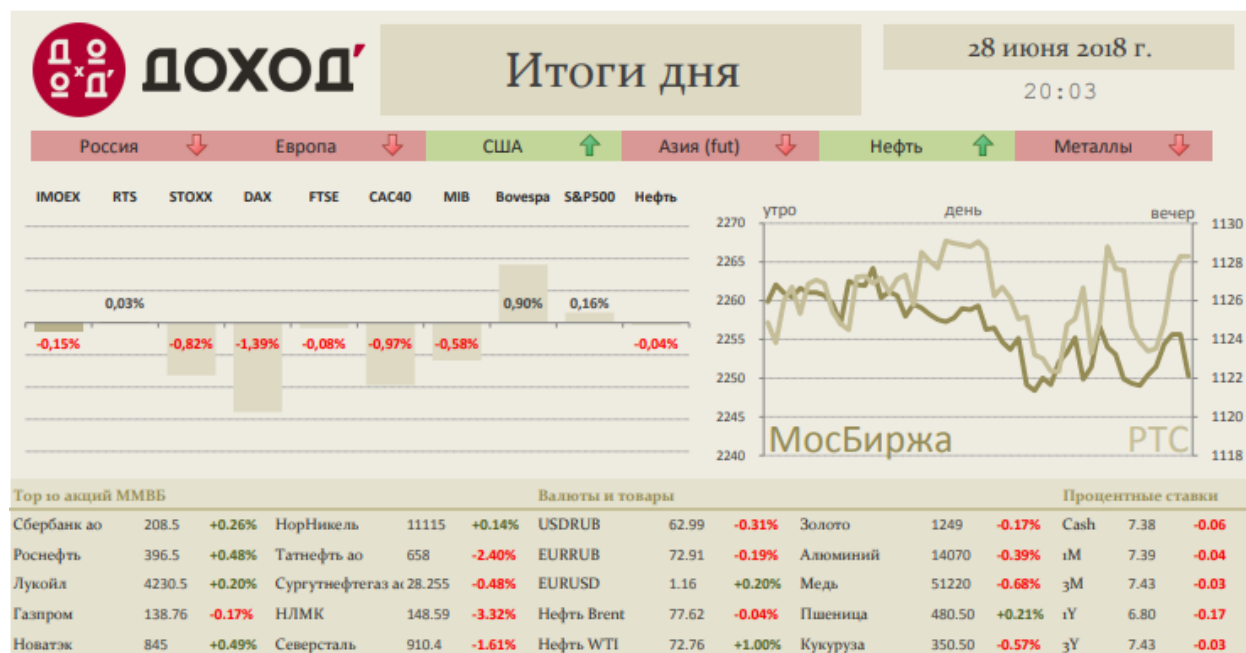 ДОХОДЪ
ДОХОДЪ
Итоги дня
28 июня 2018 г.
20:03
Россия Европа США Азия (fut) Нефть Металлы
IMOEX RTS STOXX DAX FTSE CAC40 MIB Bovespa S&P500 Нефть
0,03% 0,90% 0,16%
-0,15% -0,82% -1,39% -0,08% -0,97% -0,58% -0,04%
утро день вечер
2270 1130
2265 1128
2260 1126
2255 1124
2250 1122
2245 1120
2240 1118
МосБиржа РТС
Top 10 акций ММВБ Валюты и товары Процентные ставки
Сбербанк ао 208.5 +0.26% НорНикель 11115 +0.14% USDRUB 62.99 -0.31% Золото 1249 -0.17% Cash 7.38 -0.06
Роснефть 396.5 +0.48% Татнефть ао 658 -2.40% EURRUB 72.91 -0.19% Алюминий 14070 -0.39% 1M 7.39 -0.04
Лукойл 4230.5 +0.20% Сургутнефтегаз ас 28.255 -0.48% EURUSD 1.16 +0.20% Медь 51220 -0.68% 3M 7.43 -0.03
Газпром 138.76 -0.17% НЛМК 148.59 -3.32% Нефть Brent 77.62 -0.04% Пшеница 480.50 +0.21% 1Y 6.80 -0.17
Новатэк 845 +0.49% Северсталь 910.4 -1.61% Нефть WTI 72.76 +1.00% Кукуруза 350.50 -0.57% 3Y 7.43 -0.03